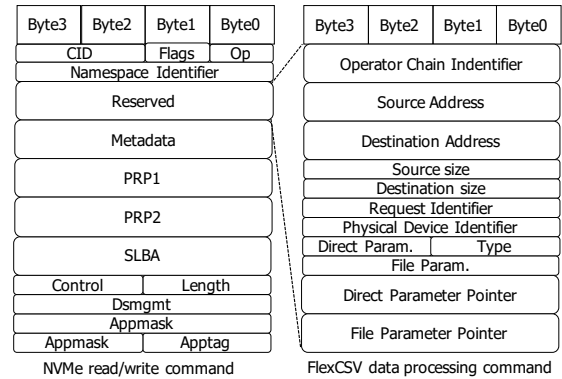 Byte3 Byte2 Byte1 Byte0
CID Flags Op
Namespace Identifier
Reserved
Metadata
PRP1
PRP2
SLBA
Control Length
Dsmgmt
Appmask
Appmask Apptag
NVMe read/write command
Byte3 Byte2 Byte1 Byte0
Operator Chain Indentifier
Source Address
Destination Address
Source size
Destination size
Request Identifier
Physical Device Identifier
Direct Param. Type
File Param.
Direct Parameter Pointer
File Parameter Pointer
FlexCSV data processing command